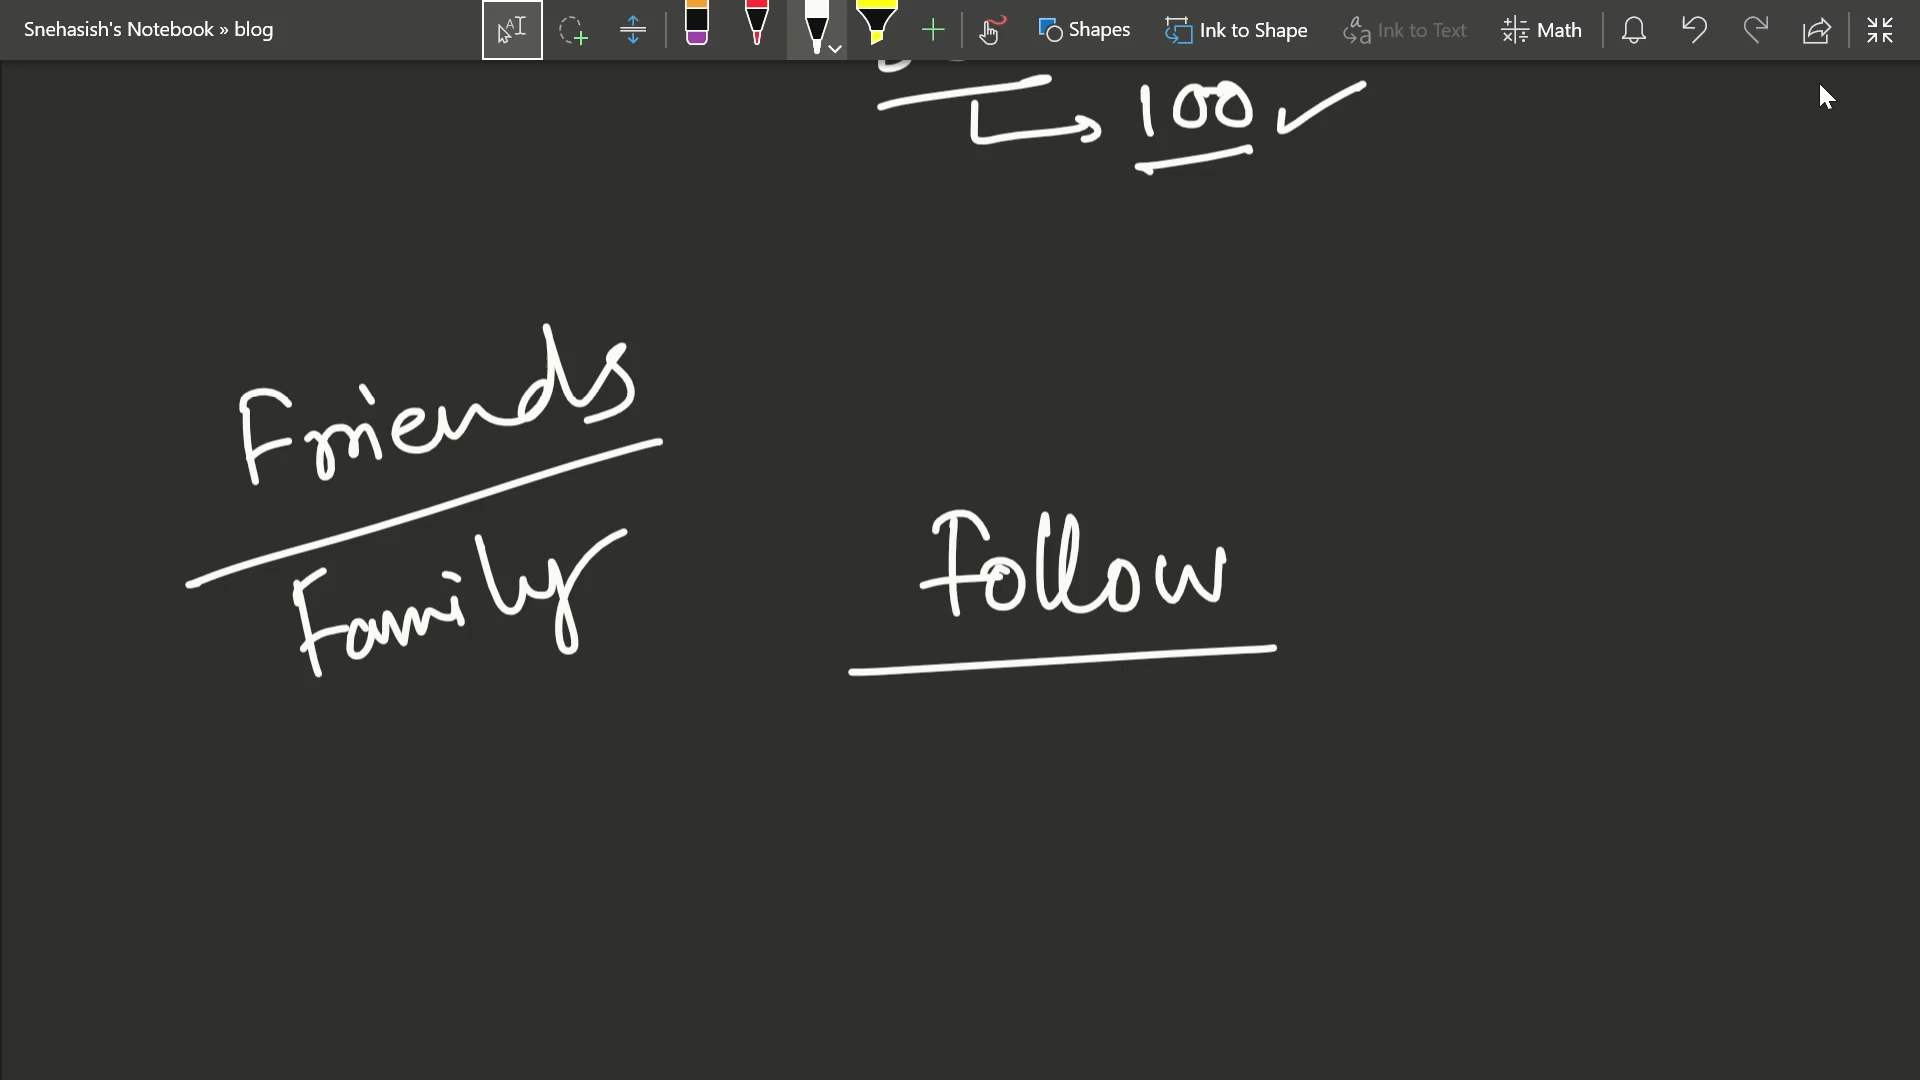 Snehasish's Notebook » blog
Shapes
Ink to Shape
Ink to Text
Math
100
Friends
Family
Follow